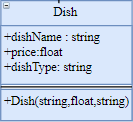 Dish
+dishName : string
+price:float
+dishType: string
+Dish(string,float,string)